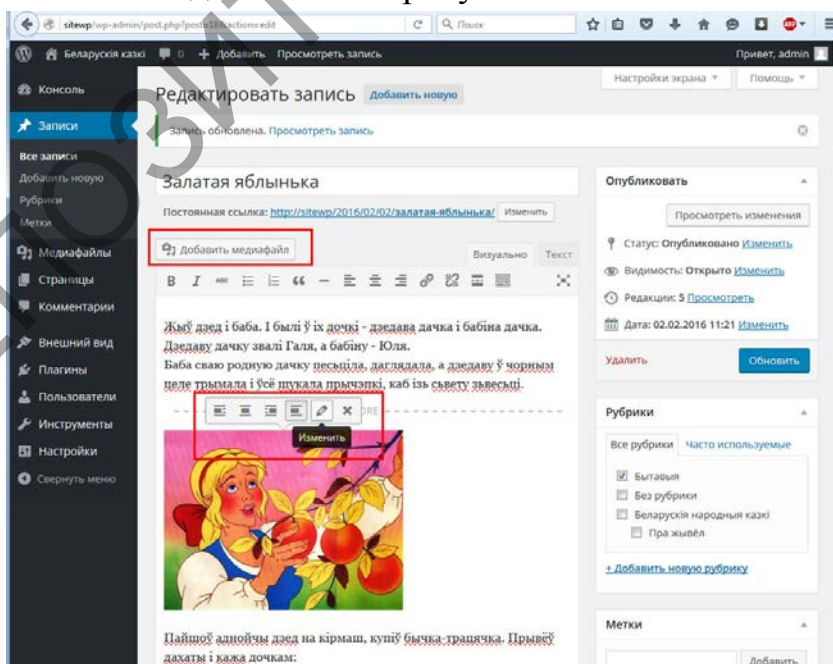 sitewp/wp-admin/post.php?post=18&action=edit
Поиск
Беларускія казкі 0 + Добавить Просмотреть запись Привет, admin
Настройки экрана Помощь
Консоль
Записи
Все записи
Добавить новую
Рубрики
Метки
Медиафайлы
Страницы
Комментарии
Внешний вид
Плагины
Пользователи
Инструменты
Настройки
Свернуть меню
Редактировать запись Добавить новую
Запись обновлена. Просмотреть запись
Залатая яблынька
Постоянная ссылка: http://sitewp/2016/02/02/залатая-яблынька/ Изменить
Добавить медиафайл
Визуально Текст
B I ABC
Жыў дзед і баба. І былі ў іх дочкі - дзедава дачка і бабіна дачка.
Дзедаву дачку звалі Галя, а бабіну - Юля.
Баба сваю родную дачку песьціла, даглядала, а дзедаву ў чорным
целе трымала і ўсё шукала прычэпкі, каб ізь сьвету зьвесьці.
Изменить
Пайшоў аднойчы дзед на кірмаш, купіў бычка-трацячка. Прывёў
дахаты і кажа дочкам:
Опубликовать
Просмотреть изменения
Статус: Опубликовано Изменить
Видимость: Открыто Изменить
Редакции: 5 Просмотреть
Дата: 02.02.2016 11:21 Изменить
Удалить Обновить
Рубрики
Все рубрики Часто используемые
Бытавыя
Без рубрики
Беларускія народныя казкі
Пра жывёл
+ Добавить новую рубрику
Метки
Добавить